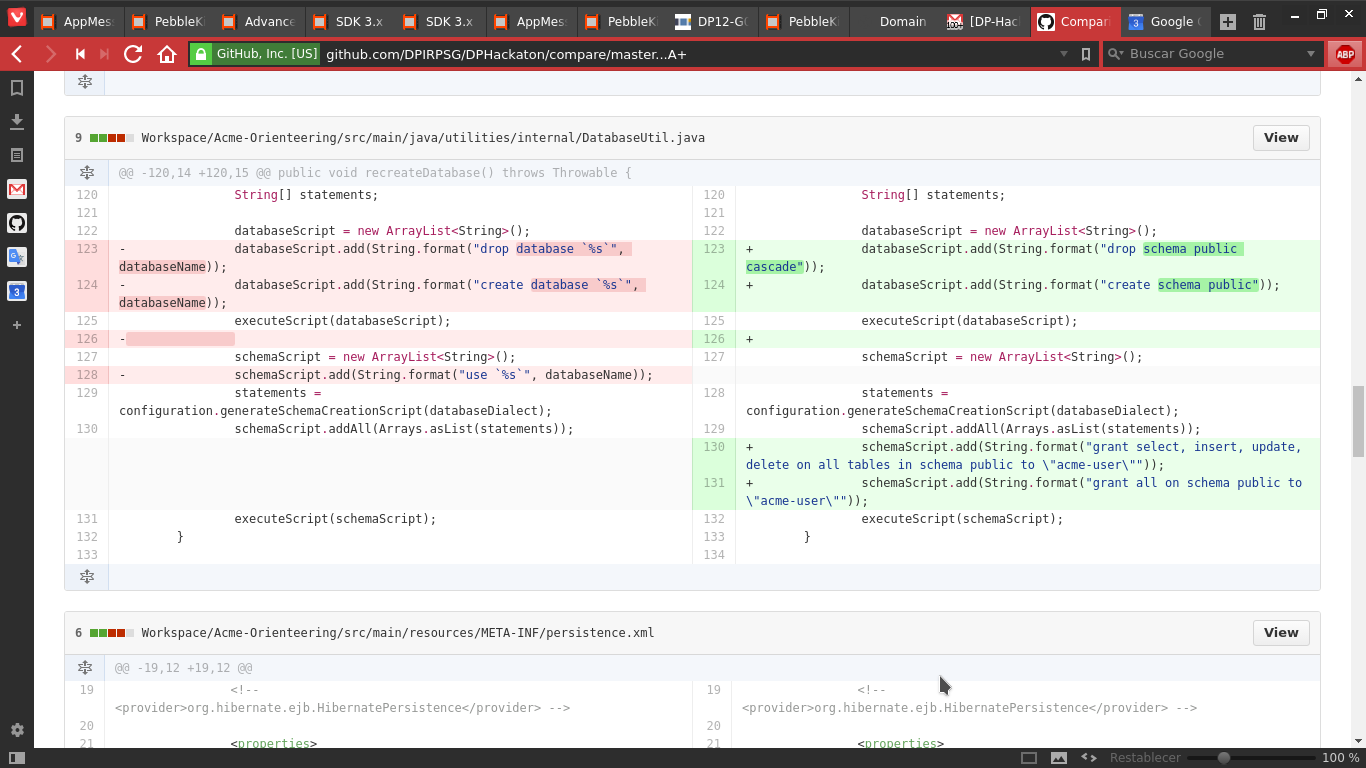 AppMess PebbleKi Advance SDK 3.x SDK 3.x AppMess PebbleKi DP12-G PebbleKi Domain [DP-Hac Compar Google C
GitHub, Inc. [US] github.com/DPIRPSG/DPHackaton/compare/master...A+ Buscar Google ABP
9 Workspace/Acme-Orienteering/src/main/java/utilities/internal/DatabaseUtil.java View
@@ -120,14 +120,15 @@ public void recreateDatabase() throws Throwable {
120 String[] statements; 120 String[] statements;
121 121
122 databaseScript = new ArrayList<String>(); 122 databaseScript = new ArrayList<String>();
123 - databaseScript.add(String.format("drop database `%s`", 123 + databaseScript.add(String.format("drop schema public
databaseName)); cascade"));
124 - databaseScript.add(String.format("create database `%s`", 124 + databaseScript.add(String.format("create schema public"));
databaseName));
125 executeScript(databaseScript); 125 executeScript(databaseScript);
126 - 126 +
127 schemaScript = new ArrayList<String>(); 127 schemaScript = new ArrayList<String>();
128 - schemaScript.add(String.format("use `%s`", databaseName));
129 statements = 128 statements =
configuration.generateSchemaCreationScript(databaseDialect); configuration.generateSchemaCreationScript(databaseDialect);
130 schemaScript.addAll(Arrays.asList(statements)); 129 schemaScript.addAll(Arrays.asList(statements));
130 + schemaScript.add(String.format("grant select, insert, update,
delete on all tables in schema public to \"acme-user\""));
131 + schemaScript.add(String.format("grant all on schema public to
\"acme-user\""));
131 executeScript(schemaScript); 132 executeScript(schemaScript);
132 } 133 }
133 134
6 Workspace/Acme-Orienteering/src/main/resources/META-INF/persistence.xml View
@@ -19,12 +19,12 @@
19 <!-- 19 <!--
<provider>org.hibernate.ejb.HibernatePersistence</provider> --> <provider>org.hibernate.ejb.HibernatePersistence</provider> -->
20 20
21 <properties> 21 <properties>
Restablecer 100 %